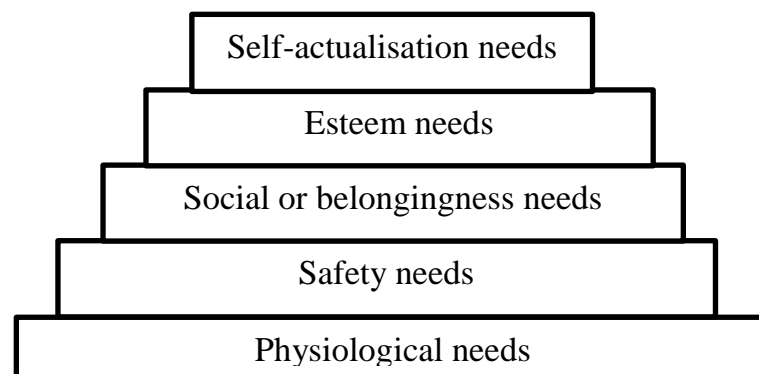 Self-actualisation needs
Esteem needs
Social or belongingness needs
Safety needs
Physiological needs